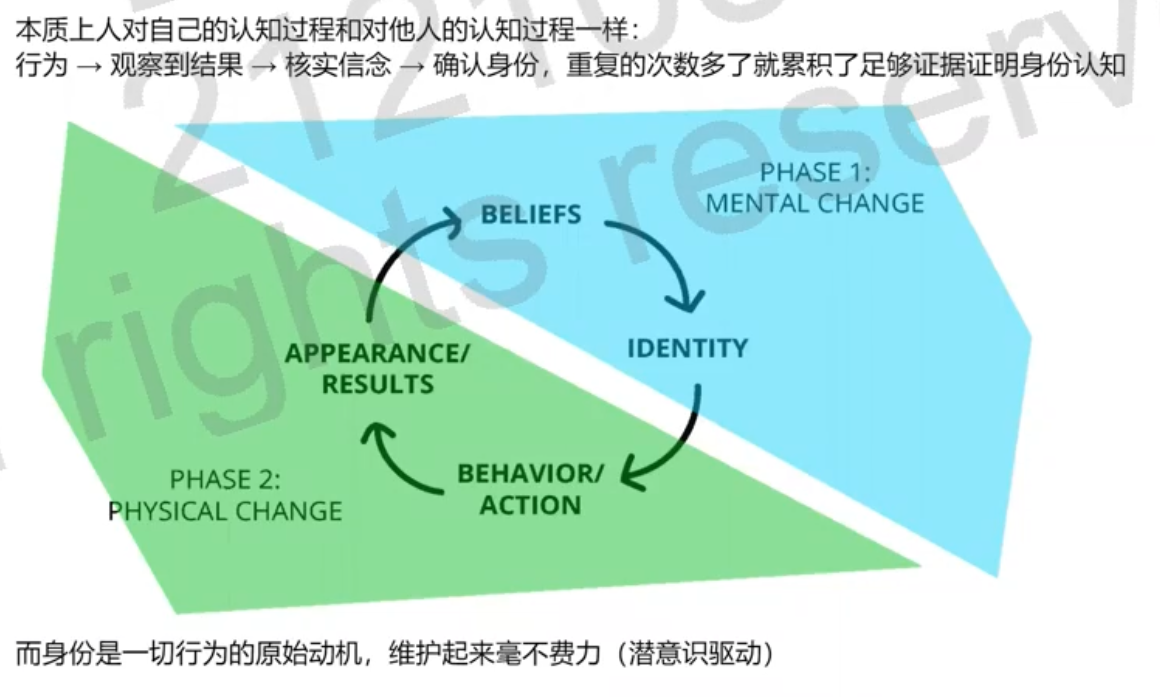 本质上人对自己的认知过程和对他人的认知过程一样：
行为 → 观察到结果 → 核实信念 → 确认身份，重复的次数多了就累积了足够证据证明身份认知
PHASE 1:
MENTAL CHANGE
BELIEFS
IDENTITY
APPEARANCE/
RESULTS
BEHAVIOR/
ACTION
PHASE 2:
PHYSICAL CHANGE
而身份是一切行为的原始动机，维护起来毫不费力（潜意识驱动）
rights reserv